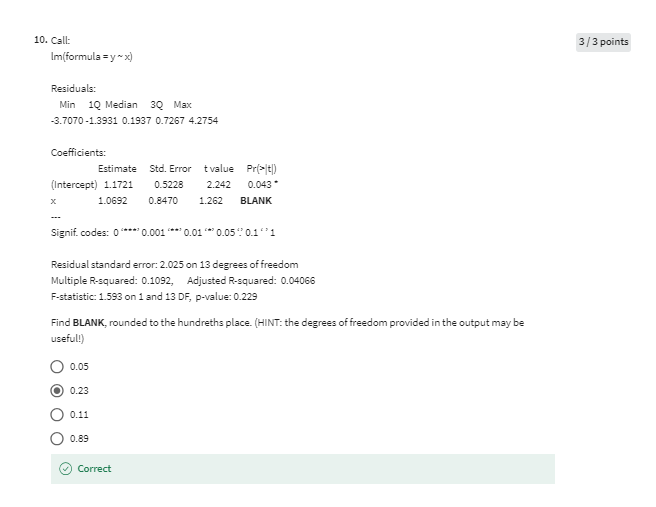 10. Call:
3 / 3 points
lm(formula = y ~ x)
Residuals:
Min 1Q Median 3Q Max
-3.7070 -1.3931 0.1937 0.7267 4.2754
Coefficients:
Estimate Std. Error t value Pr(>|t|)
(Intercept) 1.1721 0.5228 2.242 0.043 *
x 1.0692 0.8470 1.262 BLANK
---
Signif. codes: 0 ‘***’ 0.001 ‘**’ 0.01 ‘*’ 0.05 ‘.’ 0.1 ‘ ’ 1
Residual standard error: 2.025 on 13 degrees of freedom
Multiple R-squared: 0.1092, Adjusted R-squared: 0.04066
F-statistic: 1.593 on 1 and 13 DF, p-value: 0.229
Find BLANK, rounded to the hundreths place. (HINT: the degrees of freedom provided in the output may be
useful!)
0.05
0.23
0.11
0.89
Correct